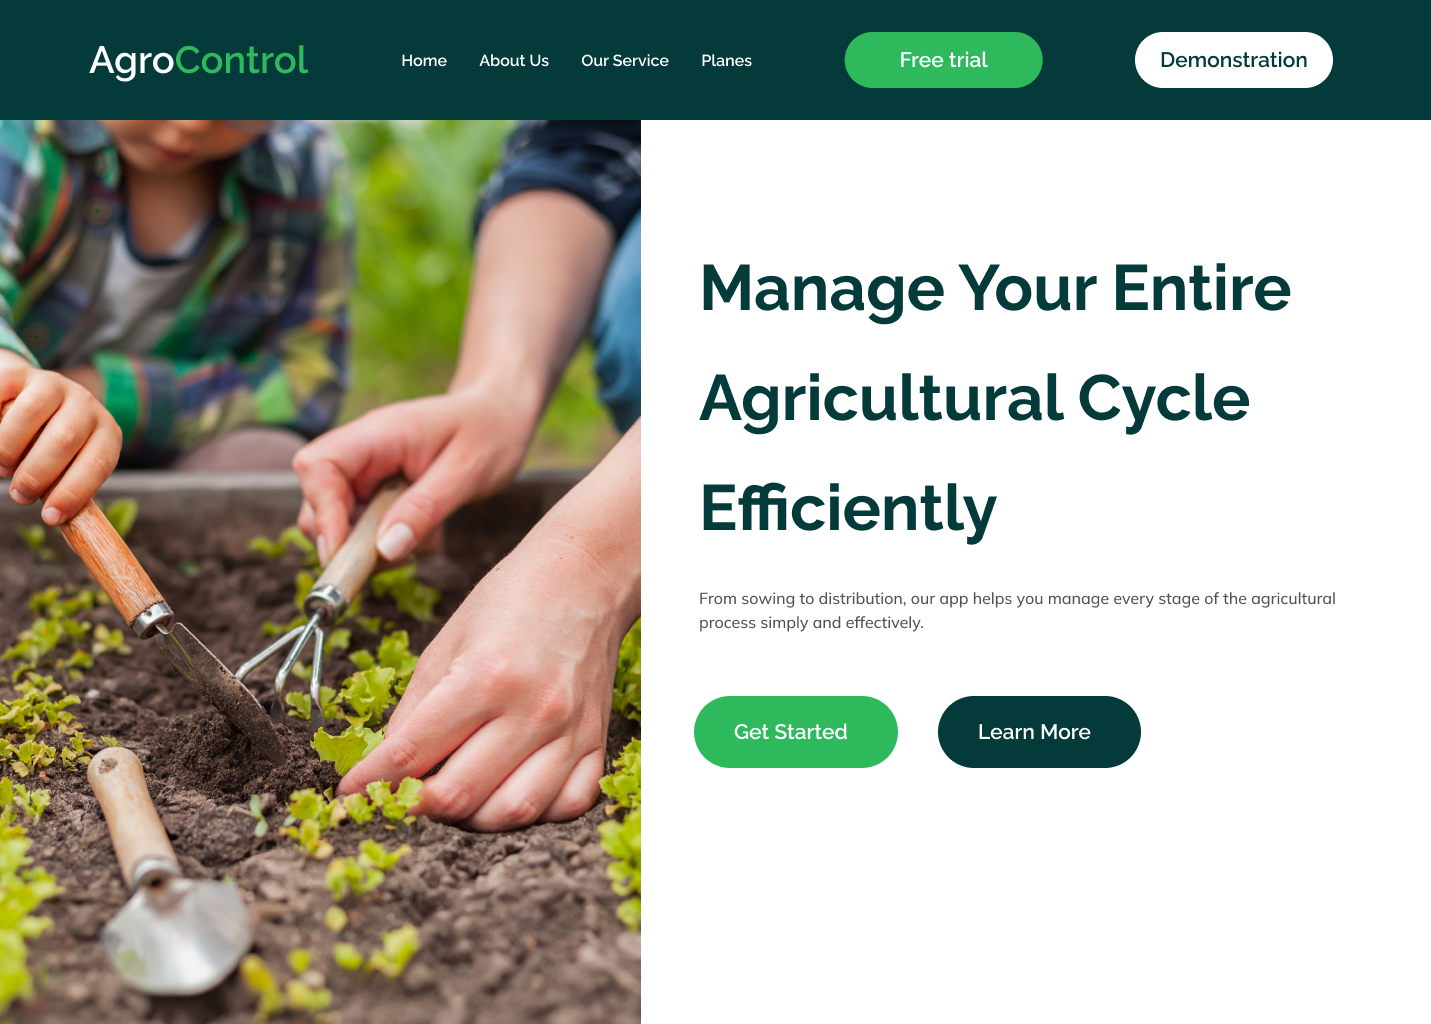 AgroControl
Home About Us Our Service Planes
Free trial
Demonstration
Manage Your Entire
Agricultural Cycle
Efficiently
From sowing to distribution, our app helps you manage every stage of the agricultural
process simply and effectively.
Get Started
Learn More